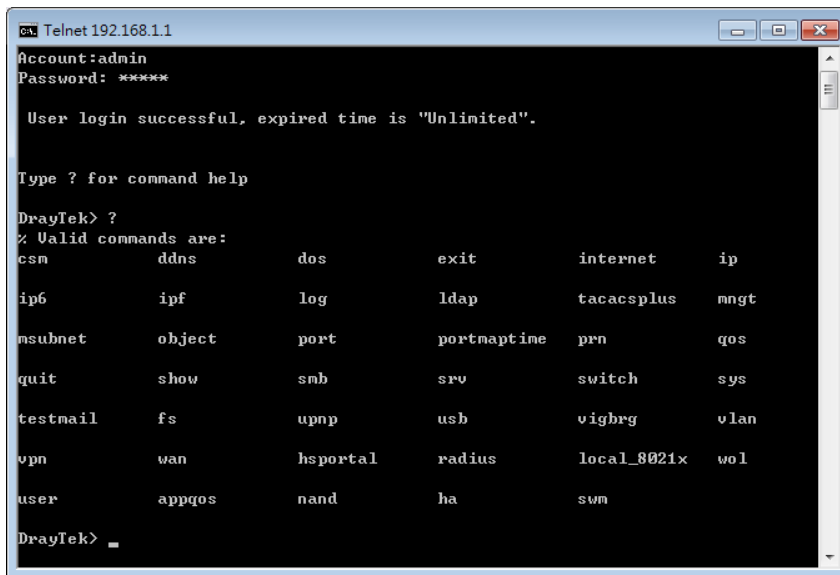 Telnet 192.168.1.1
Account:admin
Password: *****
User login successful, expired time is "Unlimited".
Type ? for command help
DrayTek> ?
% Valid commands are:
csm ddns dos exit internet ip
ip6 ipf log ldap tacacsplus mngt
msubnet object port portmaptime prn qos
quit show smb srv switch sys
testmail fs upnp usb vigbrg vlan
vpn wan hsportal radius local_8021x wol
user appqos nand ha swm
DrayTek> _